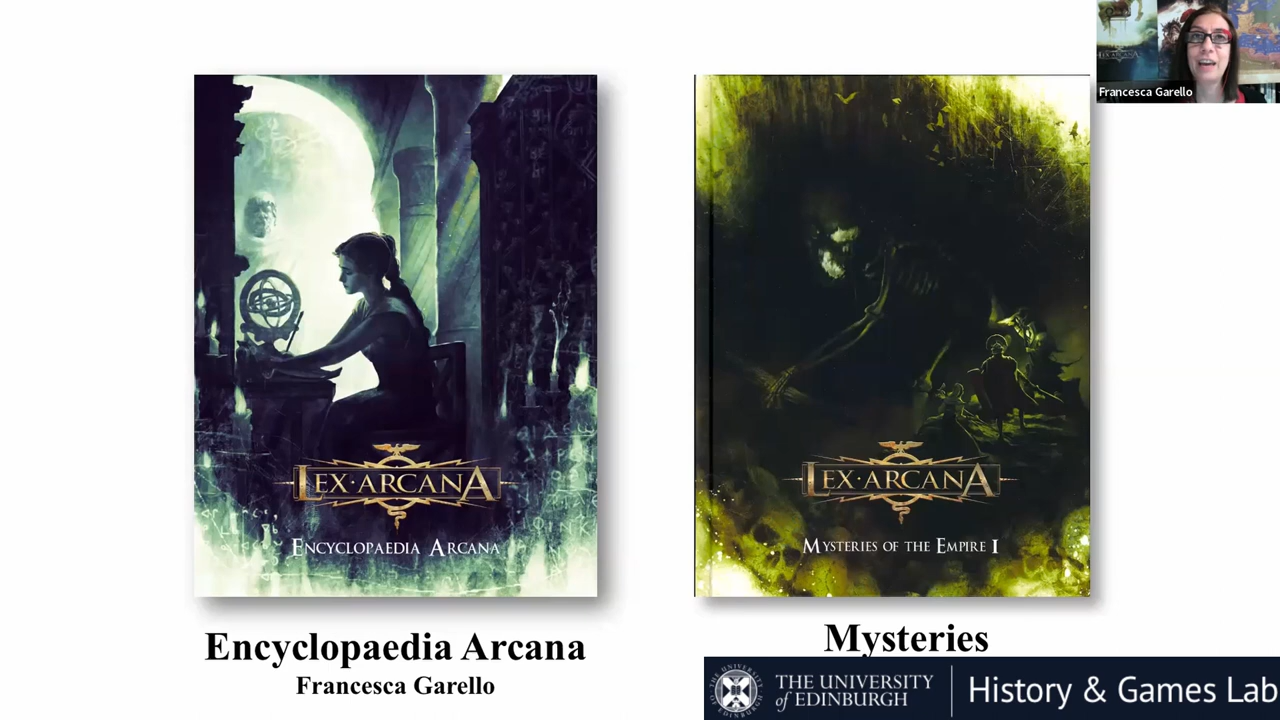 LEX·ARCANA
ENCYCLOPAEDIA ARCANA
LEX·ARCANA
MYSTERIES OF THE EMPIRE I
Francesca Garello
Encyclopaedia Arcana
Francesca Garello
Mysteries
THE UNIVERSITY
of EDINBURGH
History & Games Lab